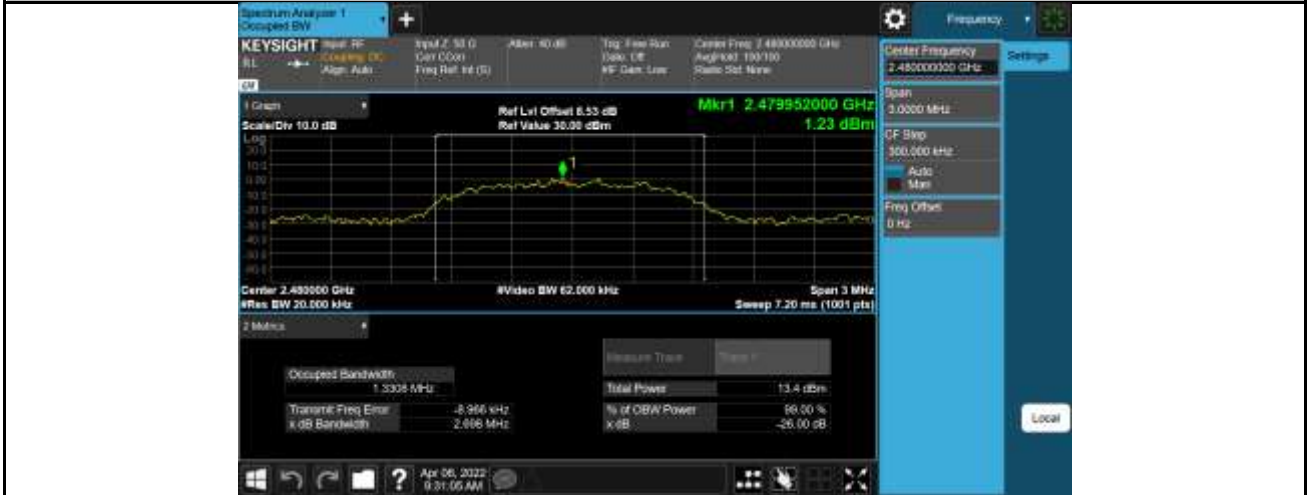 Spectrum Analyzer 1
Occupied BW
+
Frequency
KEYSIGHT
Input: RF
RL
Coupling: DC
Align: Auto
Input Z: 50 Ω
Corr CCorr
Freq Ref: Int (S)
Atten: 40 dB
Trig: Free Run
Gate: Off
#IF Gain: Low
Center Freq: 2.480000000 GHz
Avg|Hold: 100/100
Radio Std: None
Center Frequency
2.480000000 GHz
Settings
Span
3.0000 MHz
CF Step
300.000 kHz
Auto
Man
Freq Offset
0 Hz
1 Graph
Scale/Div 10.0 dB
Ref Lvl Offset 8.53 dB
Ref Value 30.00 dBm
Mkr1 2.479952000 GHz
1.23 dBm
Log
20.0
10.0
0.00
1
Center 2.480000 GHz
#Res BW 20.000 kHz
#Video BW 62.000 kHz
Span 3 MHz
Sweep 7.20 ms (1001 pts)
2 Metrics
Measure Trace
Trace 1
Occupied Bandwidth
1.3308 MHz
Total Power
13.4 dBm
Transmit Freq Error
-8.966 kHz
% of OBW Power
99.00 %
x dB Bandwidth
x dB
-26.00 dB
Local
?
Apr 06, 2022
9:31:05 AM